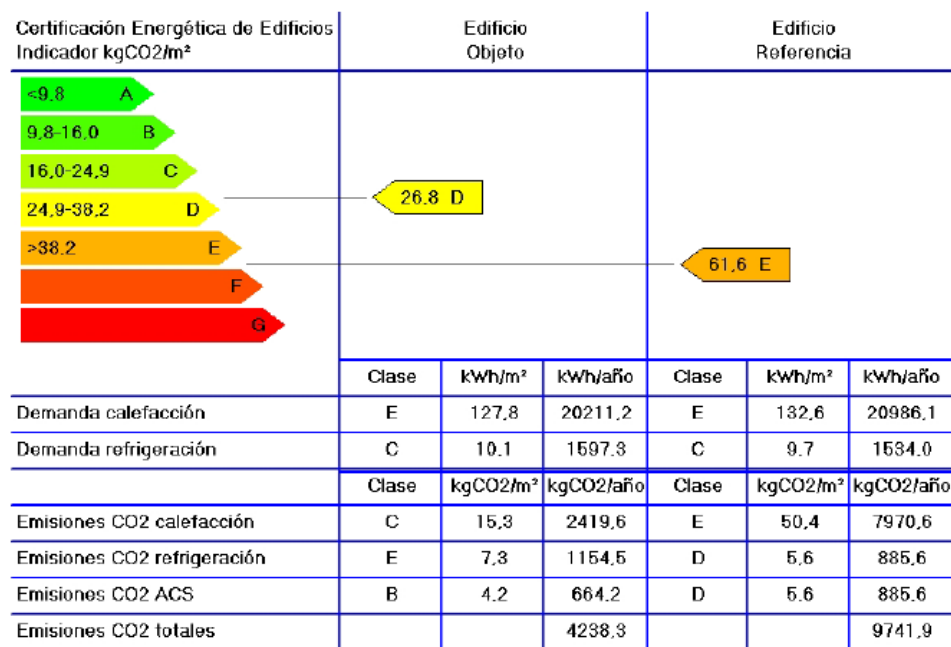 Certificación Energética de Edificios
Indicador kgCO2/m²
Edificio
Objeto
Edificio
Referencia
<9,8 A
9,8-16,0 B
16,0-24,9 C
24,9-38,2 D
>38.2 E
F
G
26.8 D
61,6 E
Clase kWh/m² kWh/año Clase kWh/m² kWh/año
Demanda calefacción E 127,8 20211,2 E 132,6 20986,1
Demanda refrigeración C 10.1 1597.3 C 9.7 1534.0
Clase kgCO2/m² kgCO2/año Clase kgCO2/m² kgCO2/año
Emisiones CO2 calefacción C 15,3 2419,6 E 50,4 7970,6
Emisiones CO2 refrigeración E 7,3 1154,5 D 5,6 885,6
Emisiones CO2 ACS B 4.2 664.2 D 5.6 885.6
Emisiones CO2 totales 4238,3 9741,9